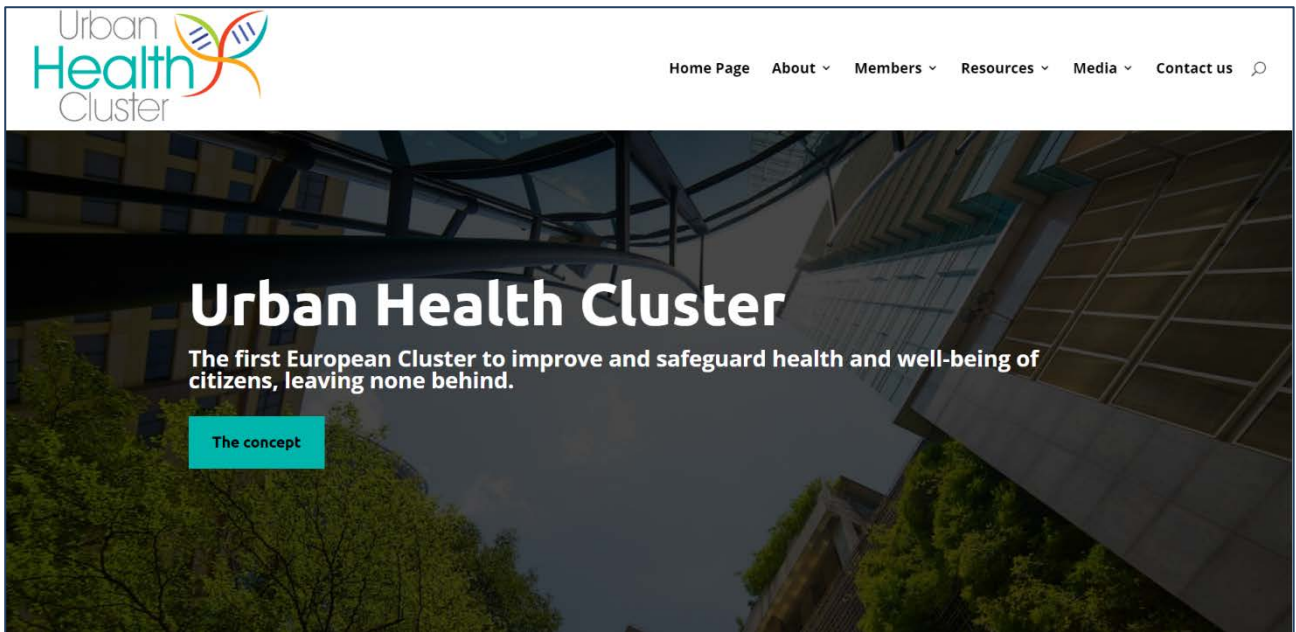 Urban
Health
Cluster
Home Page About Members Resources Media Contact us
Urban Health Cluster
The first European Cluster to improve and safeguard health and well-being of
citizens, leaving none behind.
The concept